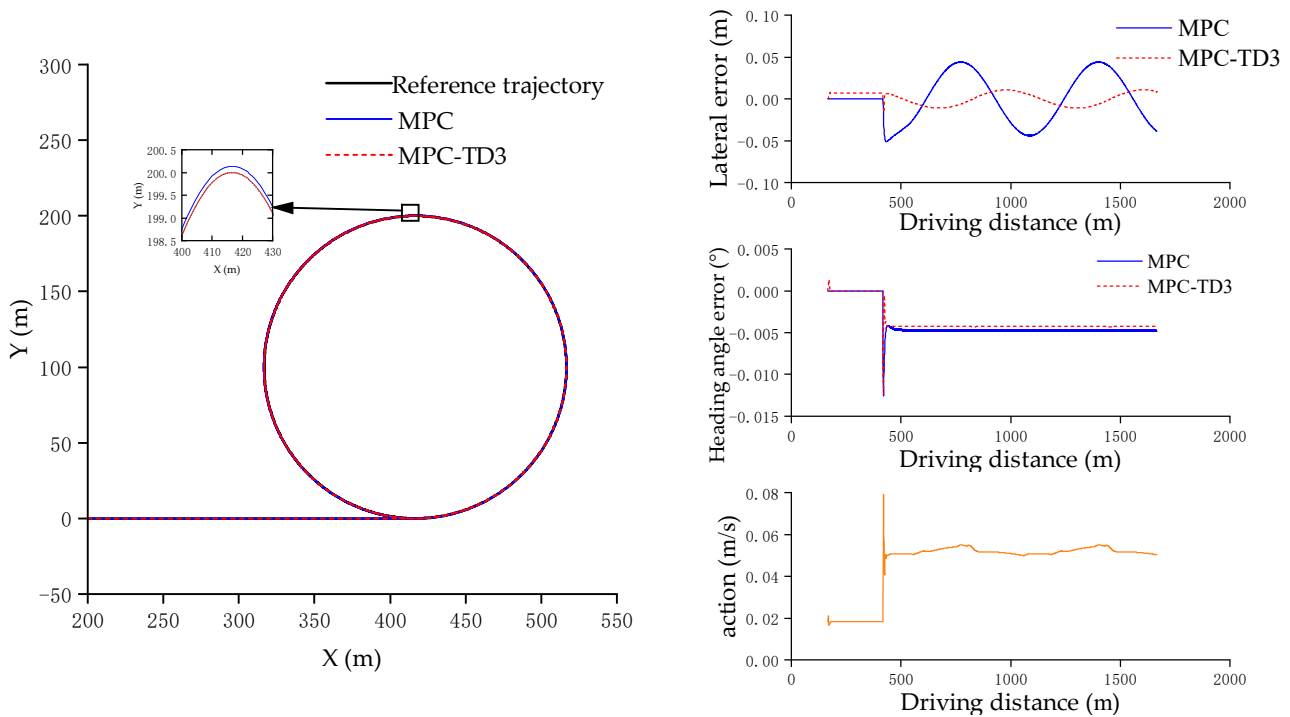 300
250
200
150
100
50
0
-50
Y (m)
200 250 300 350 400 450 500 550
X (m)
Reference trajectory
MPC
MPC-TD3
200.5
200.0
199.5
199.0
198.5
Y (m)
400 410 420 430
X (m)
0.10
0.05
0.00
-0.05
-0.10
Lateral error (m)
MPC
MPC-TD3
0 500 1000 1500 2000
Driving distance (m)
0.005
0.000
-0.005
-0.010
-0.015
Heading angle error (°)
MPC
MPC-TD3
0 500 1000 1500 2000
Driving distance (m)
0.08
0.06
0.04
0.02
0.00
action (m/s)
0 500 1000 1500 2000
Driving distance (m)